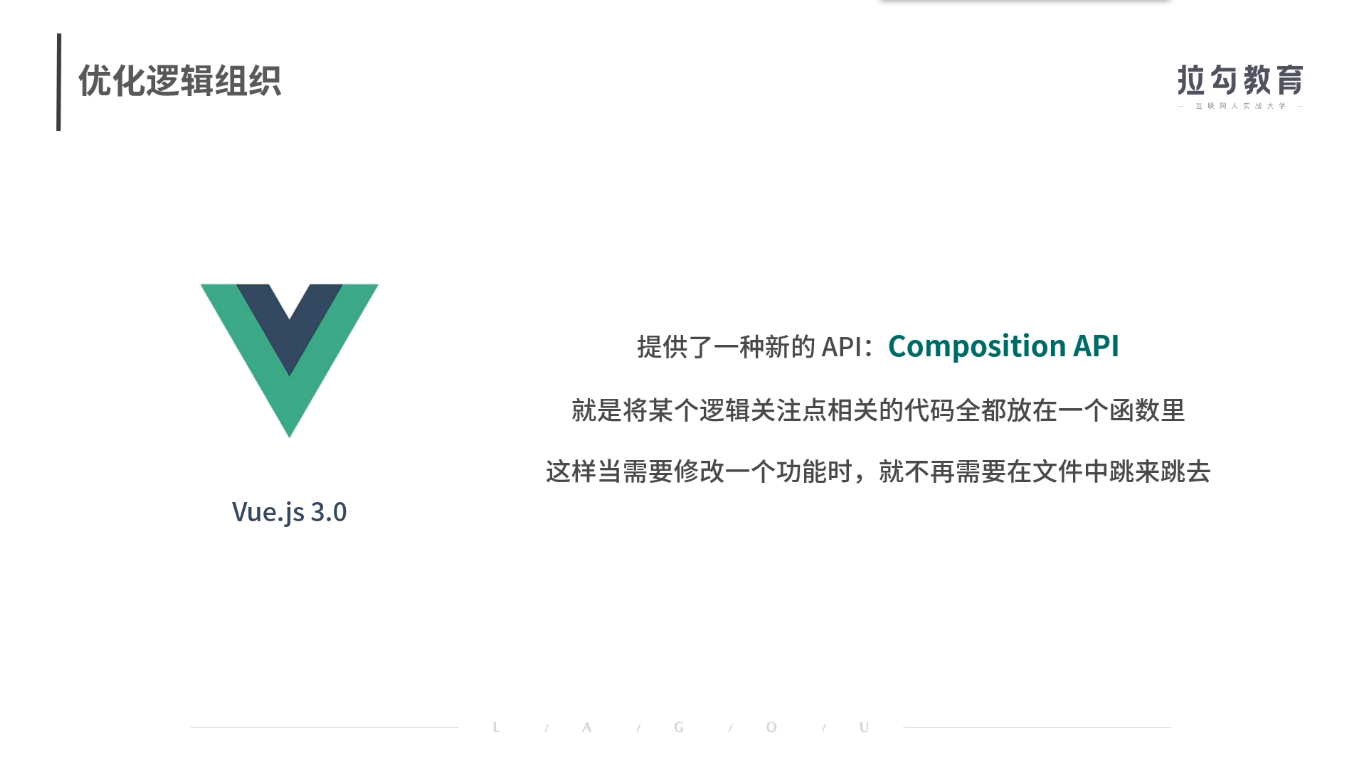 优化逻辑组织
拉勾教育
— 互联网人实战大学 —
提供了一种新的 API：Composition API
就是将某个逻辑关注点相关的代码全都放在一个函数里
这样当需要修改一个功能时，就不再需要在文件中跳来跳去
Vue.js 3.0
L / A / G / O / U